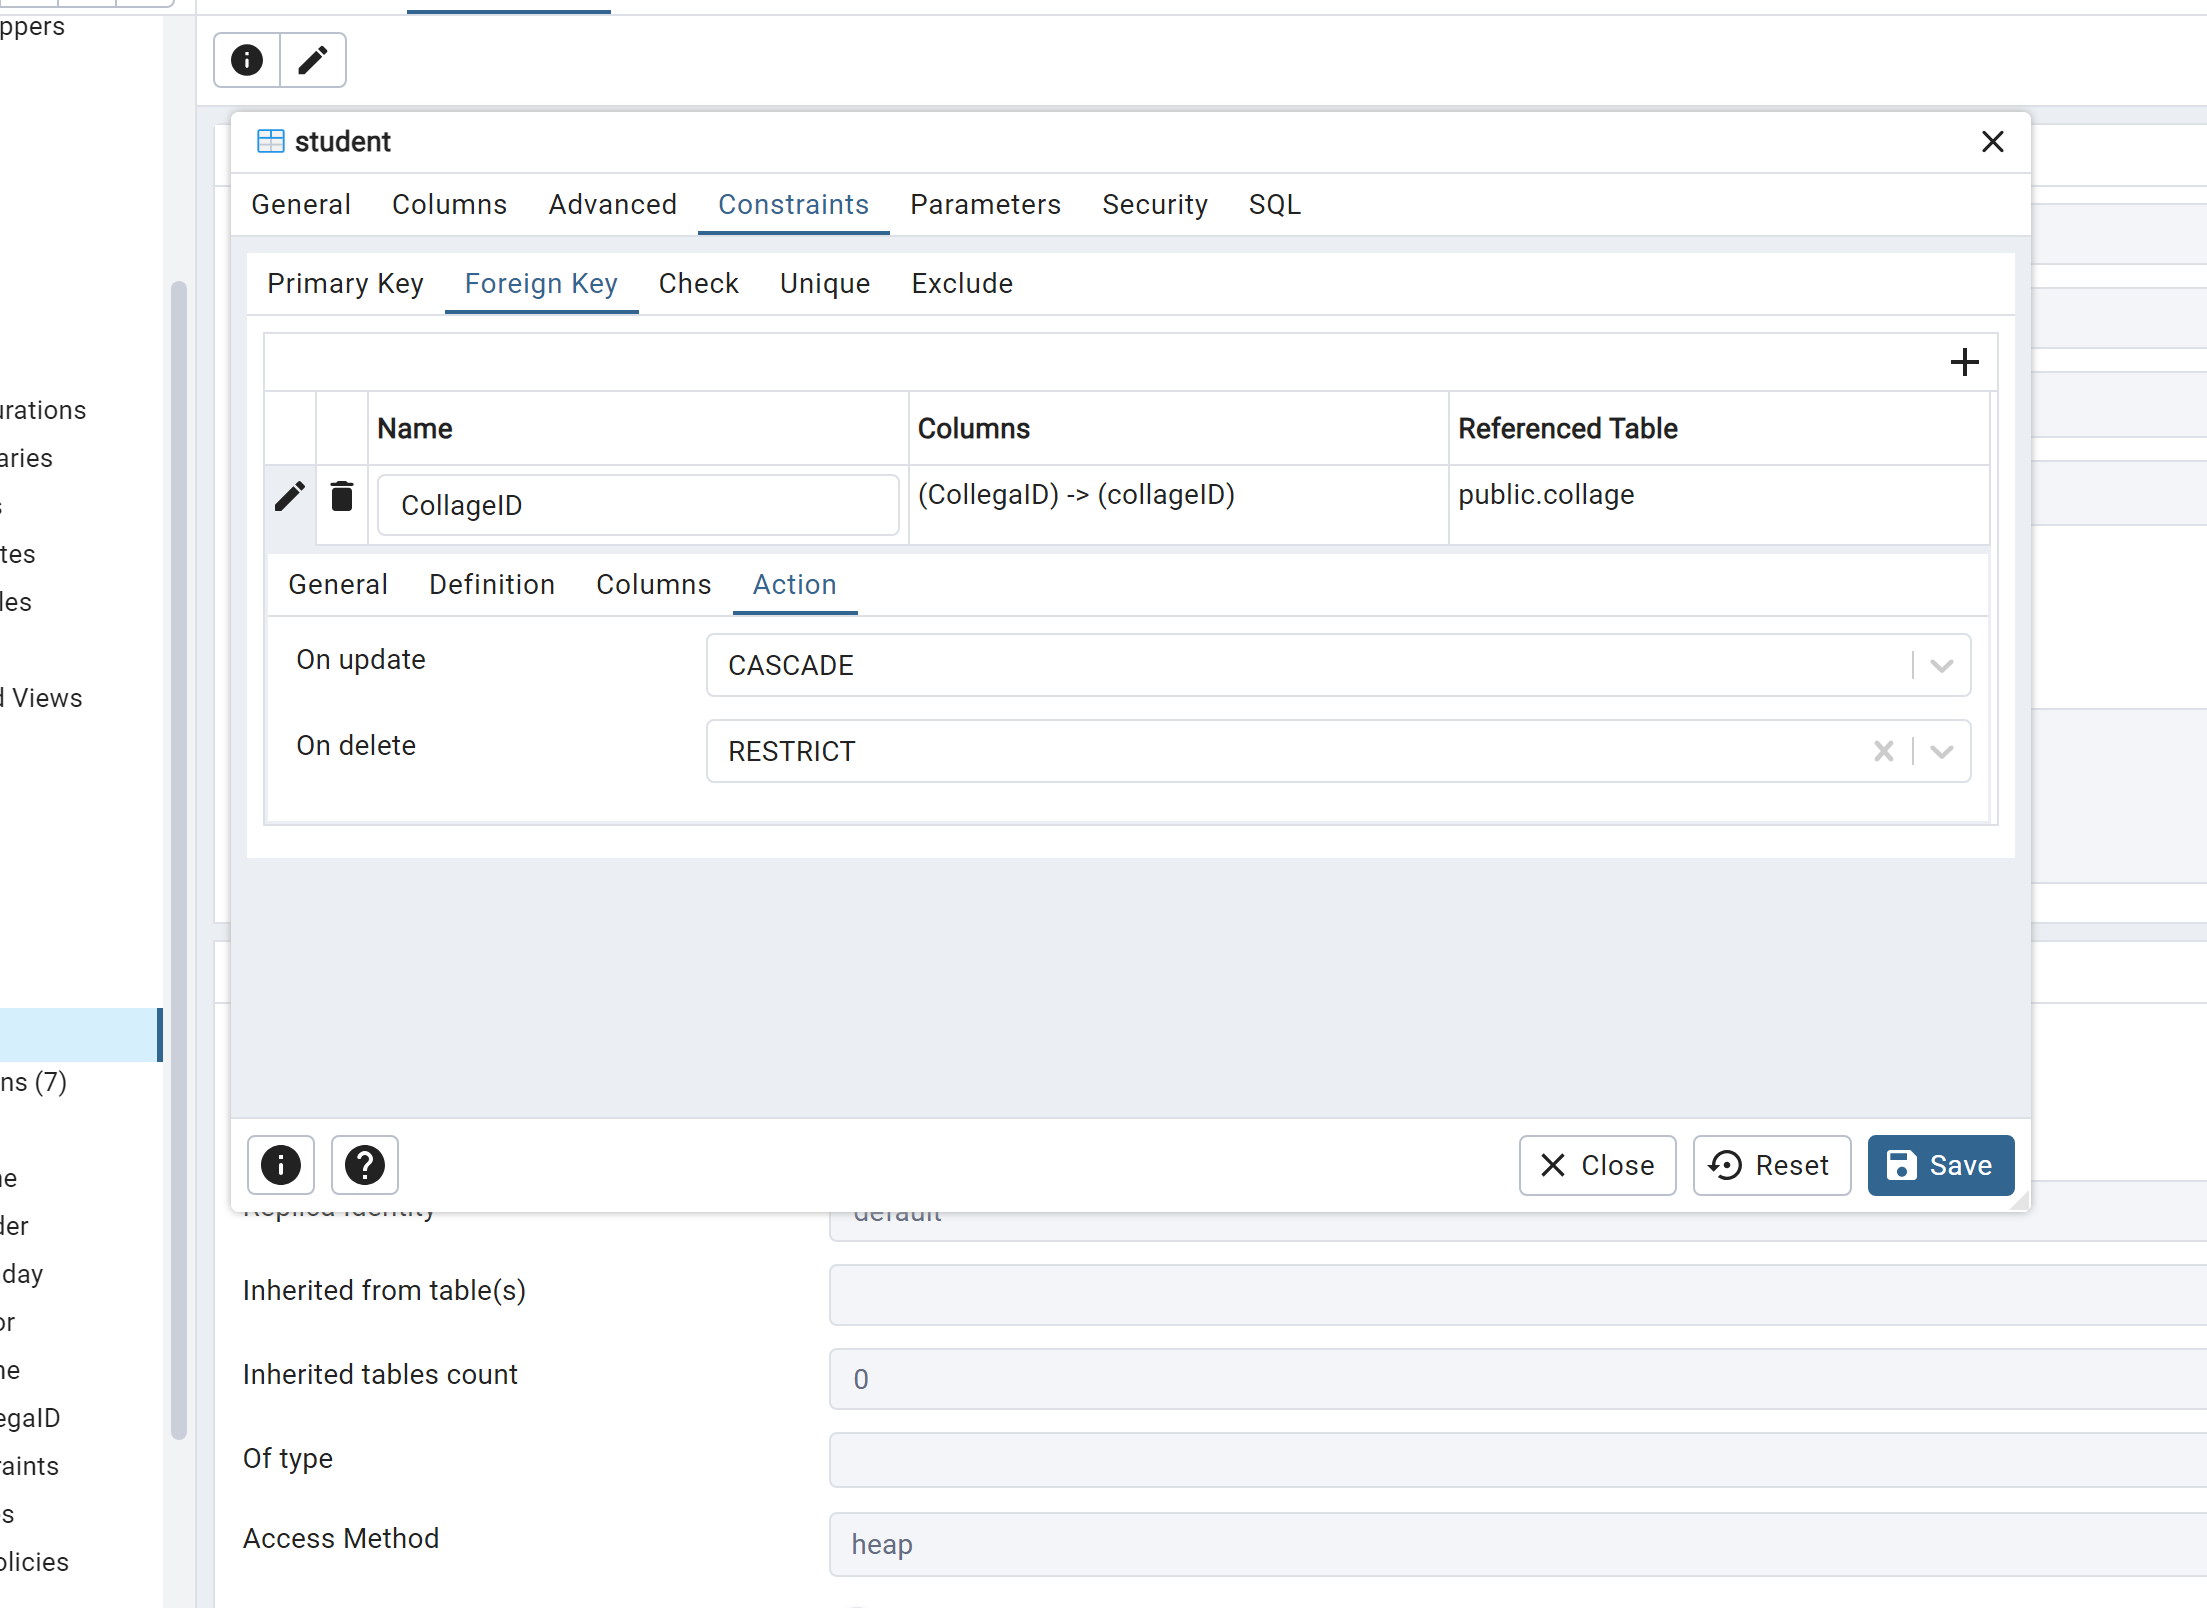 ppers
student
General Columns Advanced Constraints Parameters Security SQL
Primary Key Foreign Key Check Unique Exclude
Name Columns Referenced Table
CollageID (CollegaID) -> (collageID) public.collage
General Definition Columns Action
On update CASCADE
On delete RESTRICT
Close Reset Save
Replica Identity default
Inherited from table(s)
Inherited tables count 0
Of type
Access Method heap
urations
aries
s
tes
les
d Views
ns (7)
ne
der
day
or
ne
egaID
raints
s
olicies